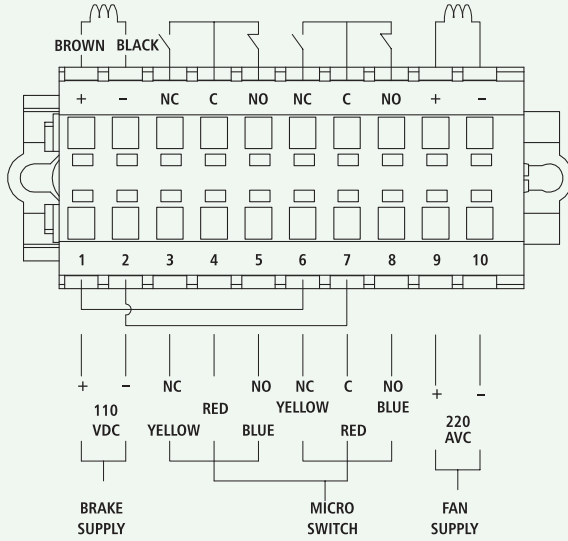 BROWN BLACK
+ − NC C NO NC C NO + −
1 2 3 4 5 6 7 8 9 10
+ − NC NO NC C NO + −
RED YELLOW BLUE
110 VDC
YELLOW BLUE RED
220 AVC
BRAKE SUPPLY
MICRO SWITCH
FAN SUPPLY